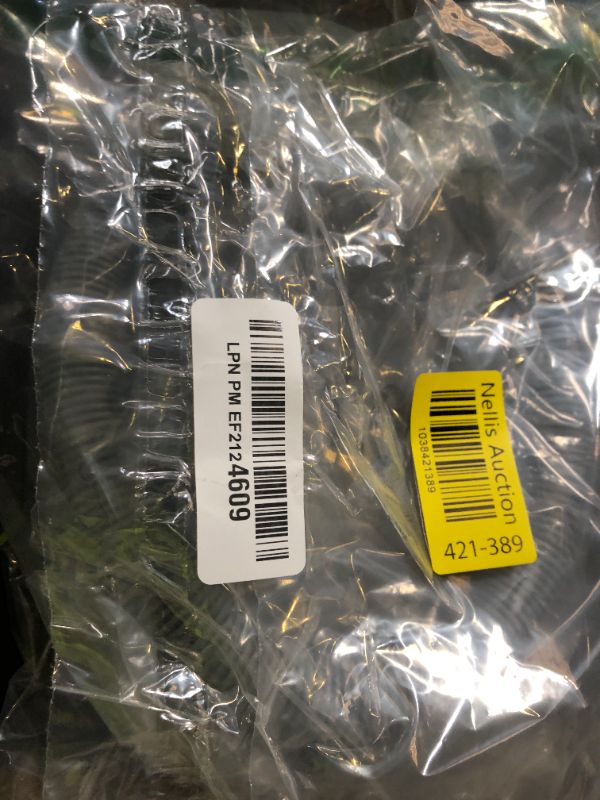 LPN PM EF2124609
Nellis Auction
1038421389
421-389